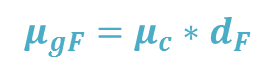 μ_gF = μ_c * d_F